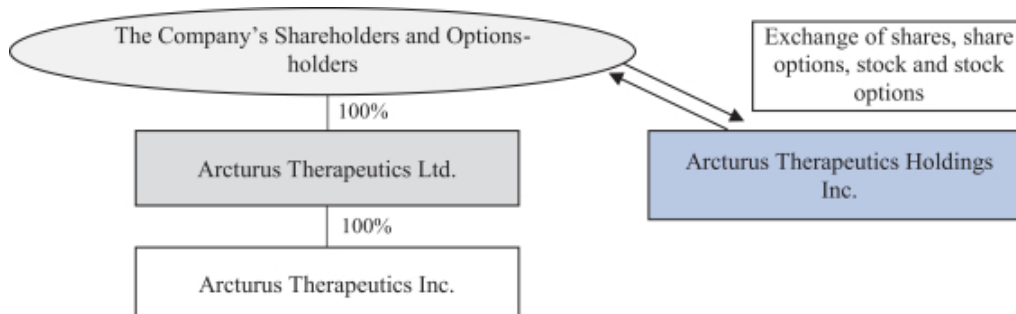 The Company’s Shareholders and Options-
holders
Exchange of shares, share
options, stock and stock
options
100%
Arcturus Therapeutics Ltd.
Arcturus Therapeutics Holdings
Inc.
100%
Arcturus Therapeutics Inc.